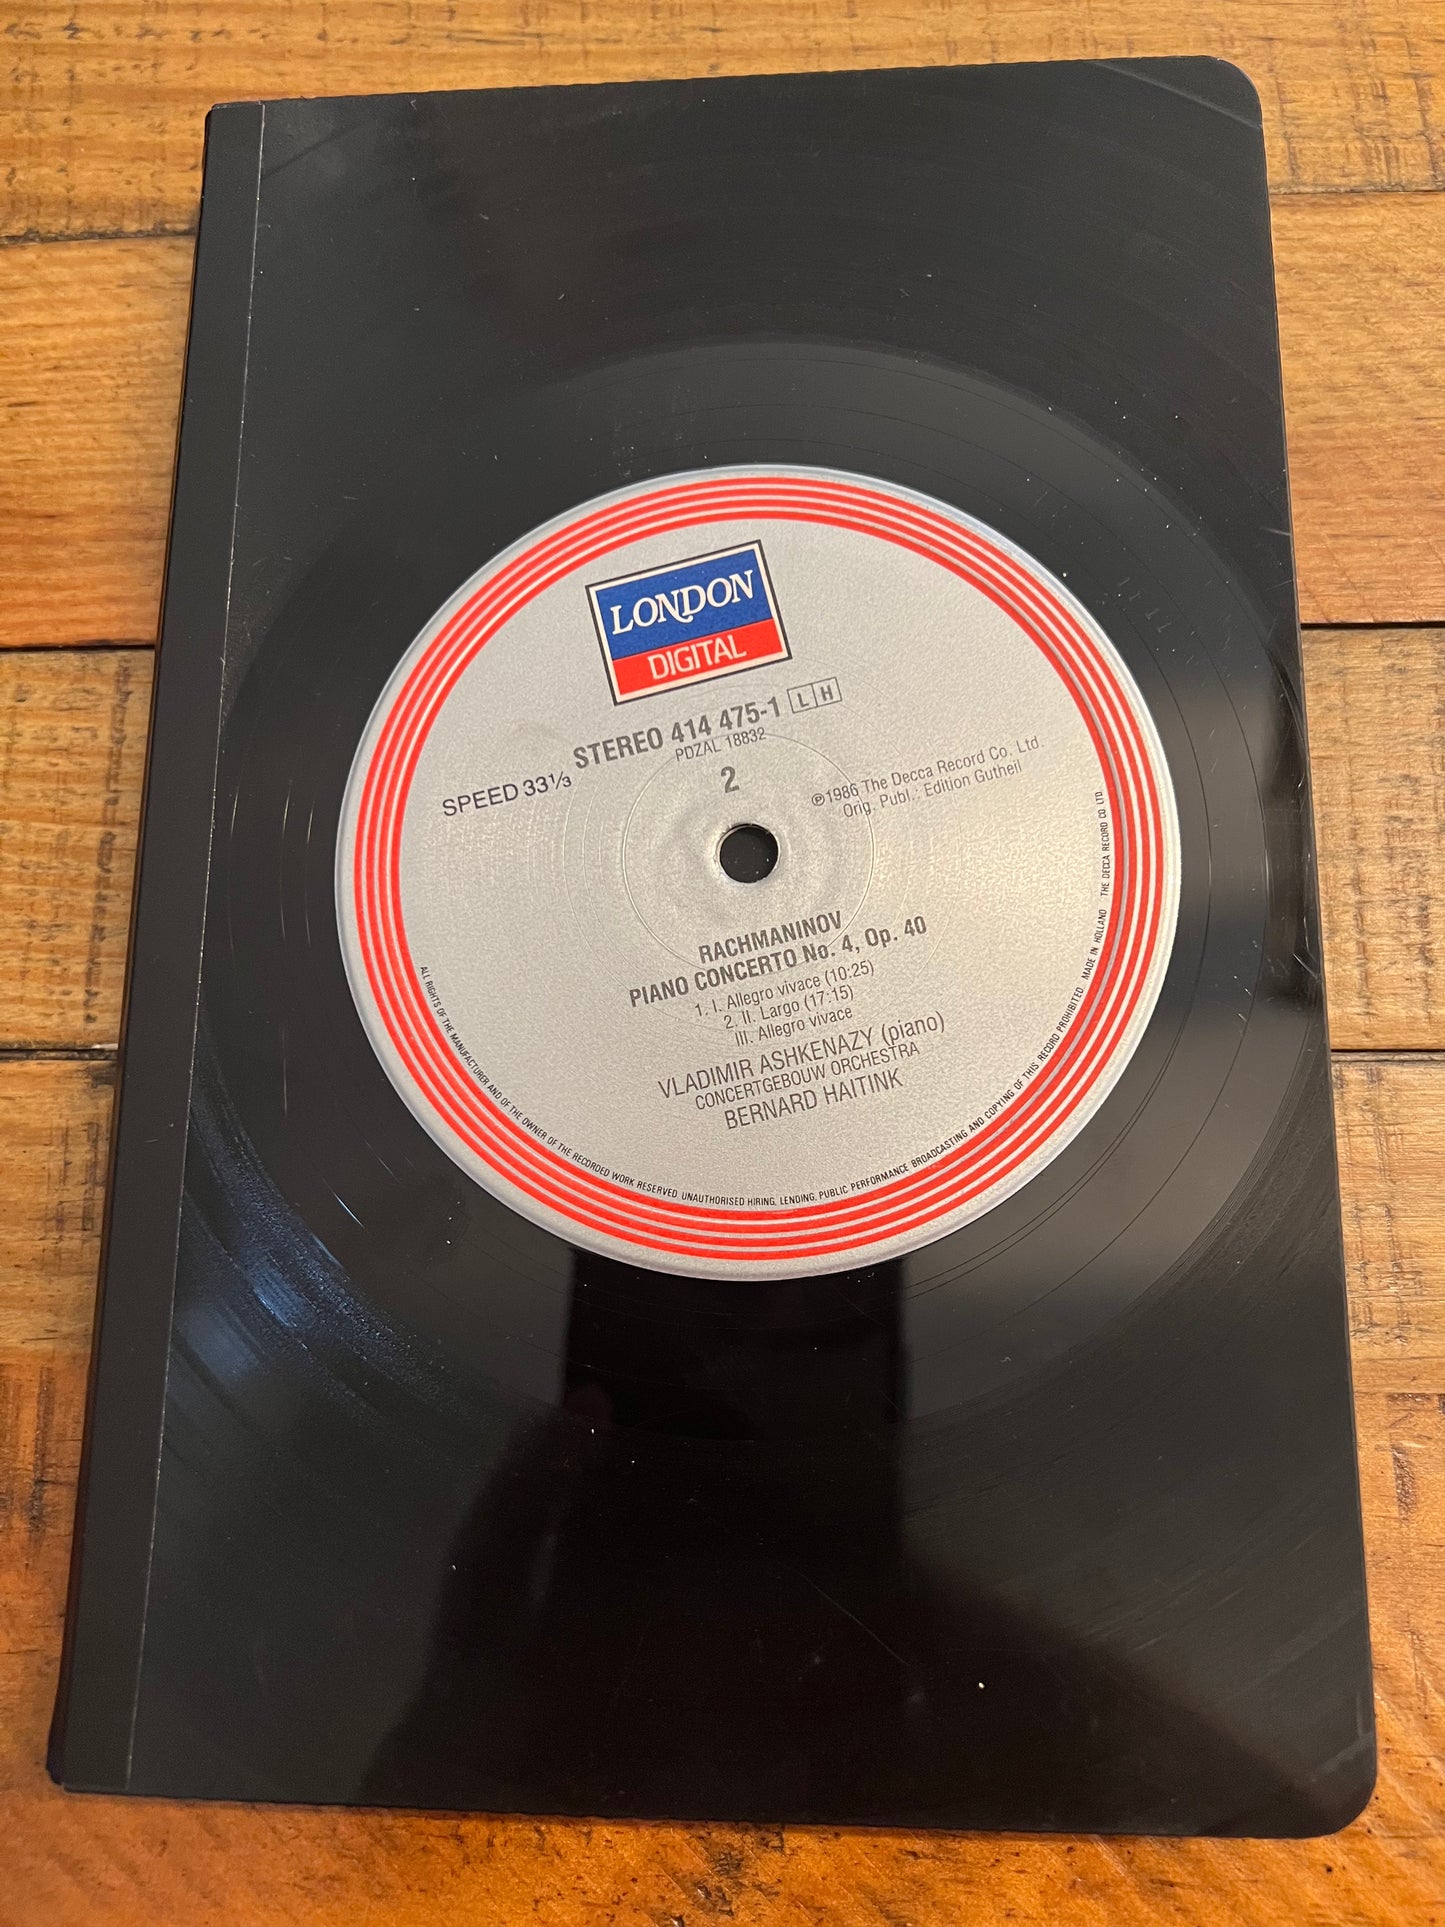 LONDON
DIGITAL
STEREO 414 475-1 L H
PDZAL 18832
SPEED 33⅓
2
℗1986 The Decca Record Co. Ltd.
Orig. Publ.: Edition Gutheil
RACHMANINOV
PIANO CONCERTO No. 4, Op. 40
1. I. Allegro vivace (10:25)
2. II. Largo (17:15)
III. Allegro vivace
VLADIMIR ASHKENAZY (piano)
CONCERTGEBOUW ORCHESTRA
BERNARD HAITINK
ALL RIGHTS OF THE MANUFACTURER AND OF THE OWNER OF THE RECORDED WORK RESERVED. UNAUTHORISED HIRING, LENDING, PUBLIC PERFORMANCE BROADCASTING AND COPYING OF THIS RECORD PROHIBITED. MADE IN HOLLAND THE DECCA RECORD CO. LTD.